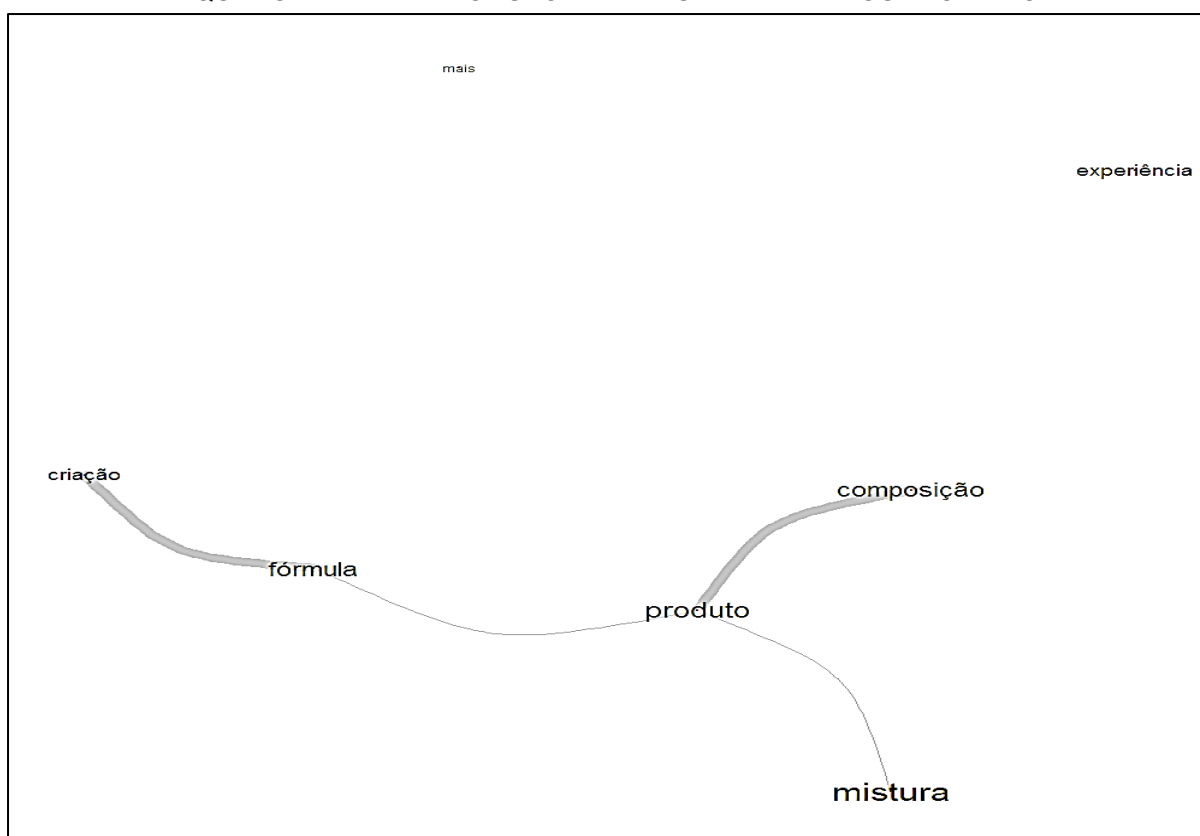 mais
experiência
criação
composição
fórmula
produto
mistura